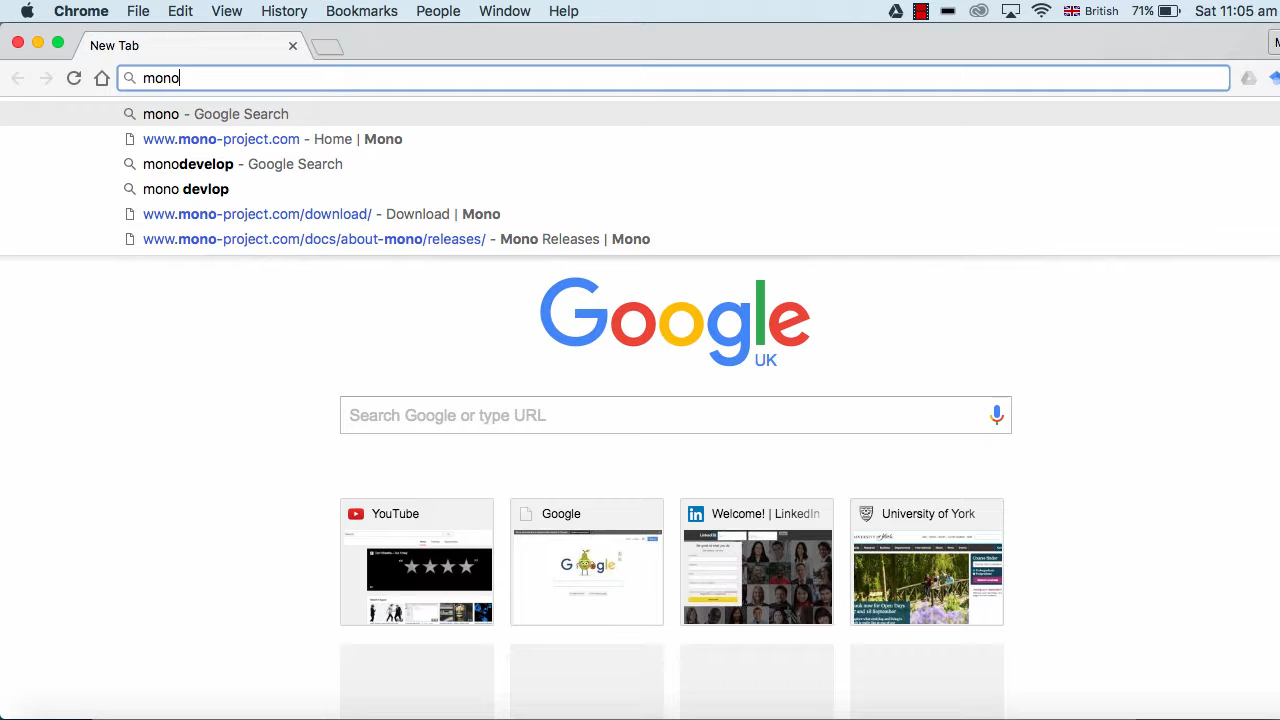 Chrome File Edit View History Bookmarks People Window Help British 71% Sat 11:05 am
New Tab
mono
mono - Google Search
www.mono-project.com - Home | Mono
monodevelop - Google Search
mono devlop
www.mono-project.com/download/ - Download | Mono
www.mono-project.com/docs/about-mono/releases/ - Mono Releases | Mono
Google
UK
Search Google or type URL
YouTube
Google
Welcome! | LinkedIn
University of York